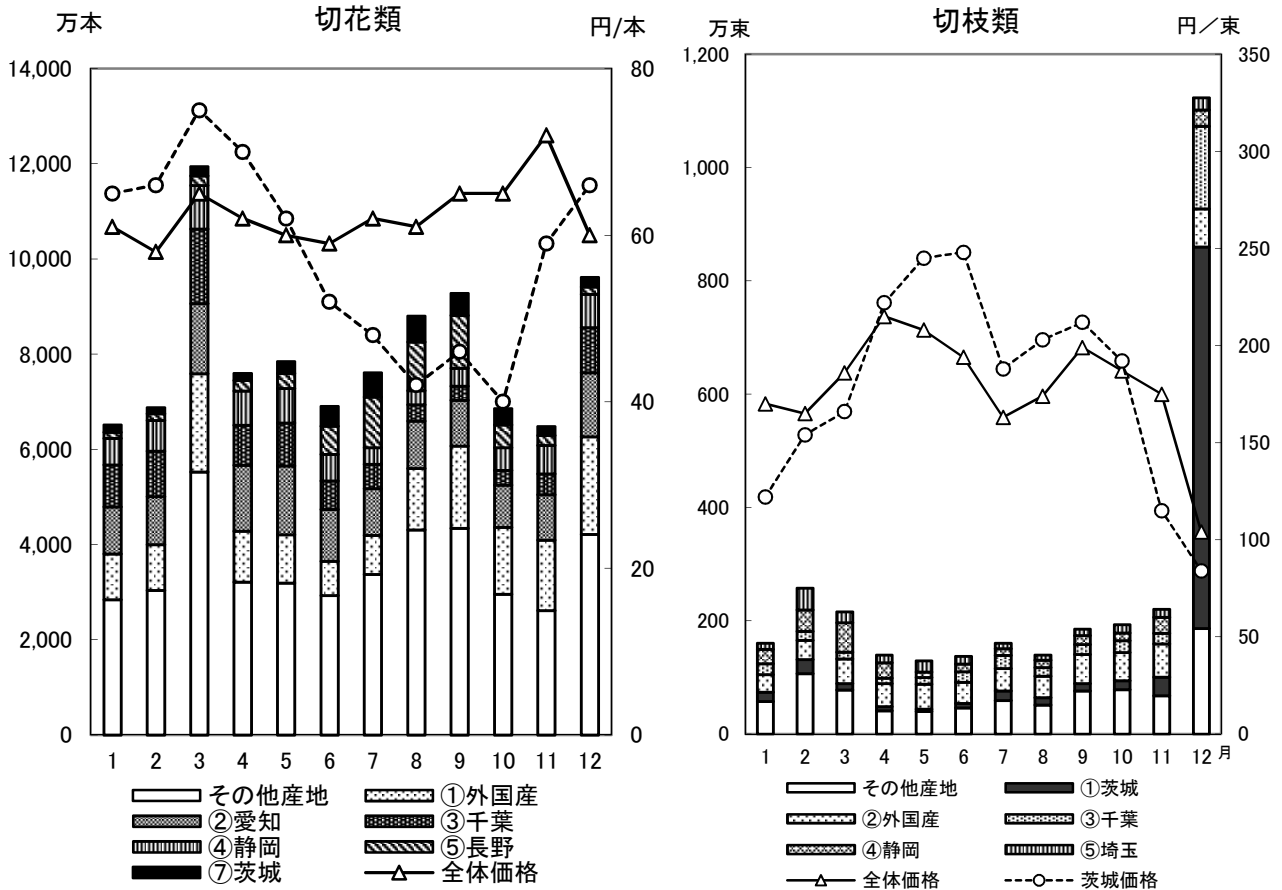 切花類
万本
円/本
14,000
12,000
10,000
8,000
6,000
4,000
2,000
0
80
60
40
20
0
1 2 3 4 5 6 7 8 9 10 11 12
その他産地 ①外国産
②愛知 ③千葉
④静岡 ⑤長野
⑦茨城 全体価格
切枝類
万束
円／束
1,200
1,000
800
600
400
200
0
350
300
250
200
150
100
50
0
1 2 3 4 5 6 7 8 9 10 11 12 月
その他産地 ①茨城
②外国産 ③千葉
④静岡 ⑤埼玉
全体価格 茨城価格